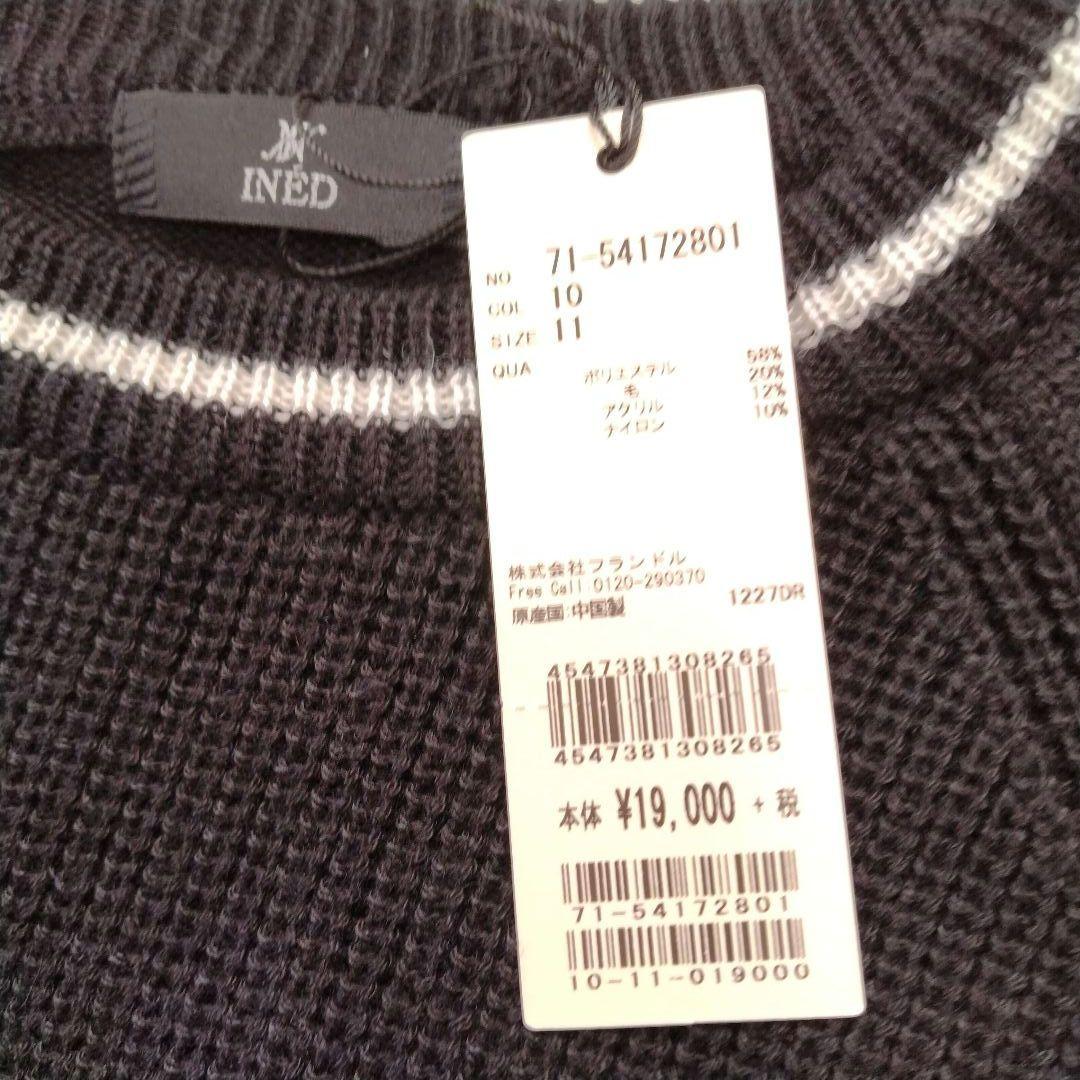 INÉD
NO 71-54172801
COL 10
SIZE 11
QUA ポリエステル 58%
毛 20%
アクリル 12%
ナイロン 10%
株式会社フランドル
Free Call 0120-290370
原産国:中国製 1227DR
4547381308265
4547381308265
本体 ¥19,000 + 税
71-54172801
10-11-019000